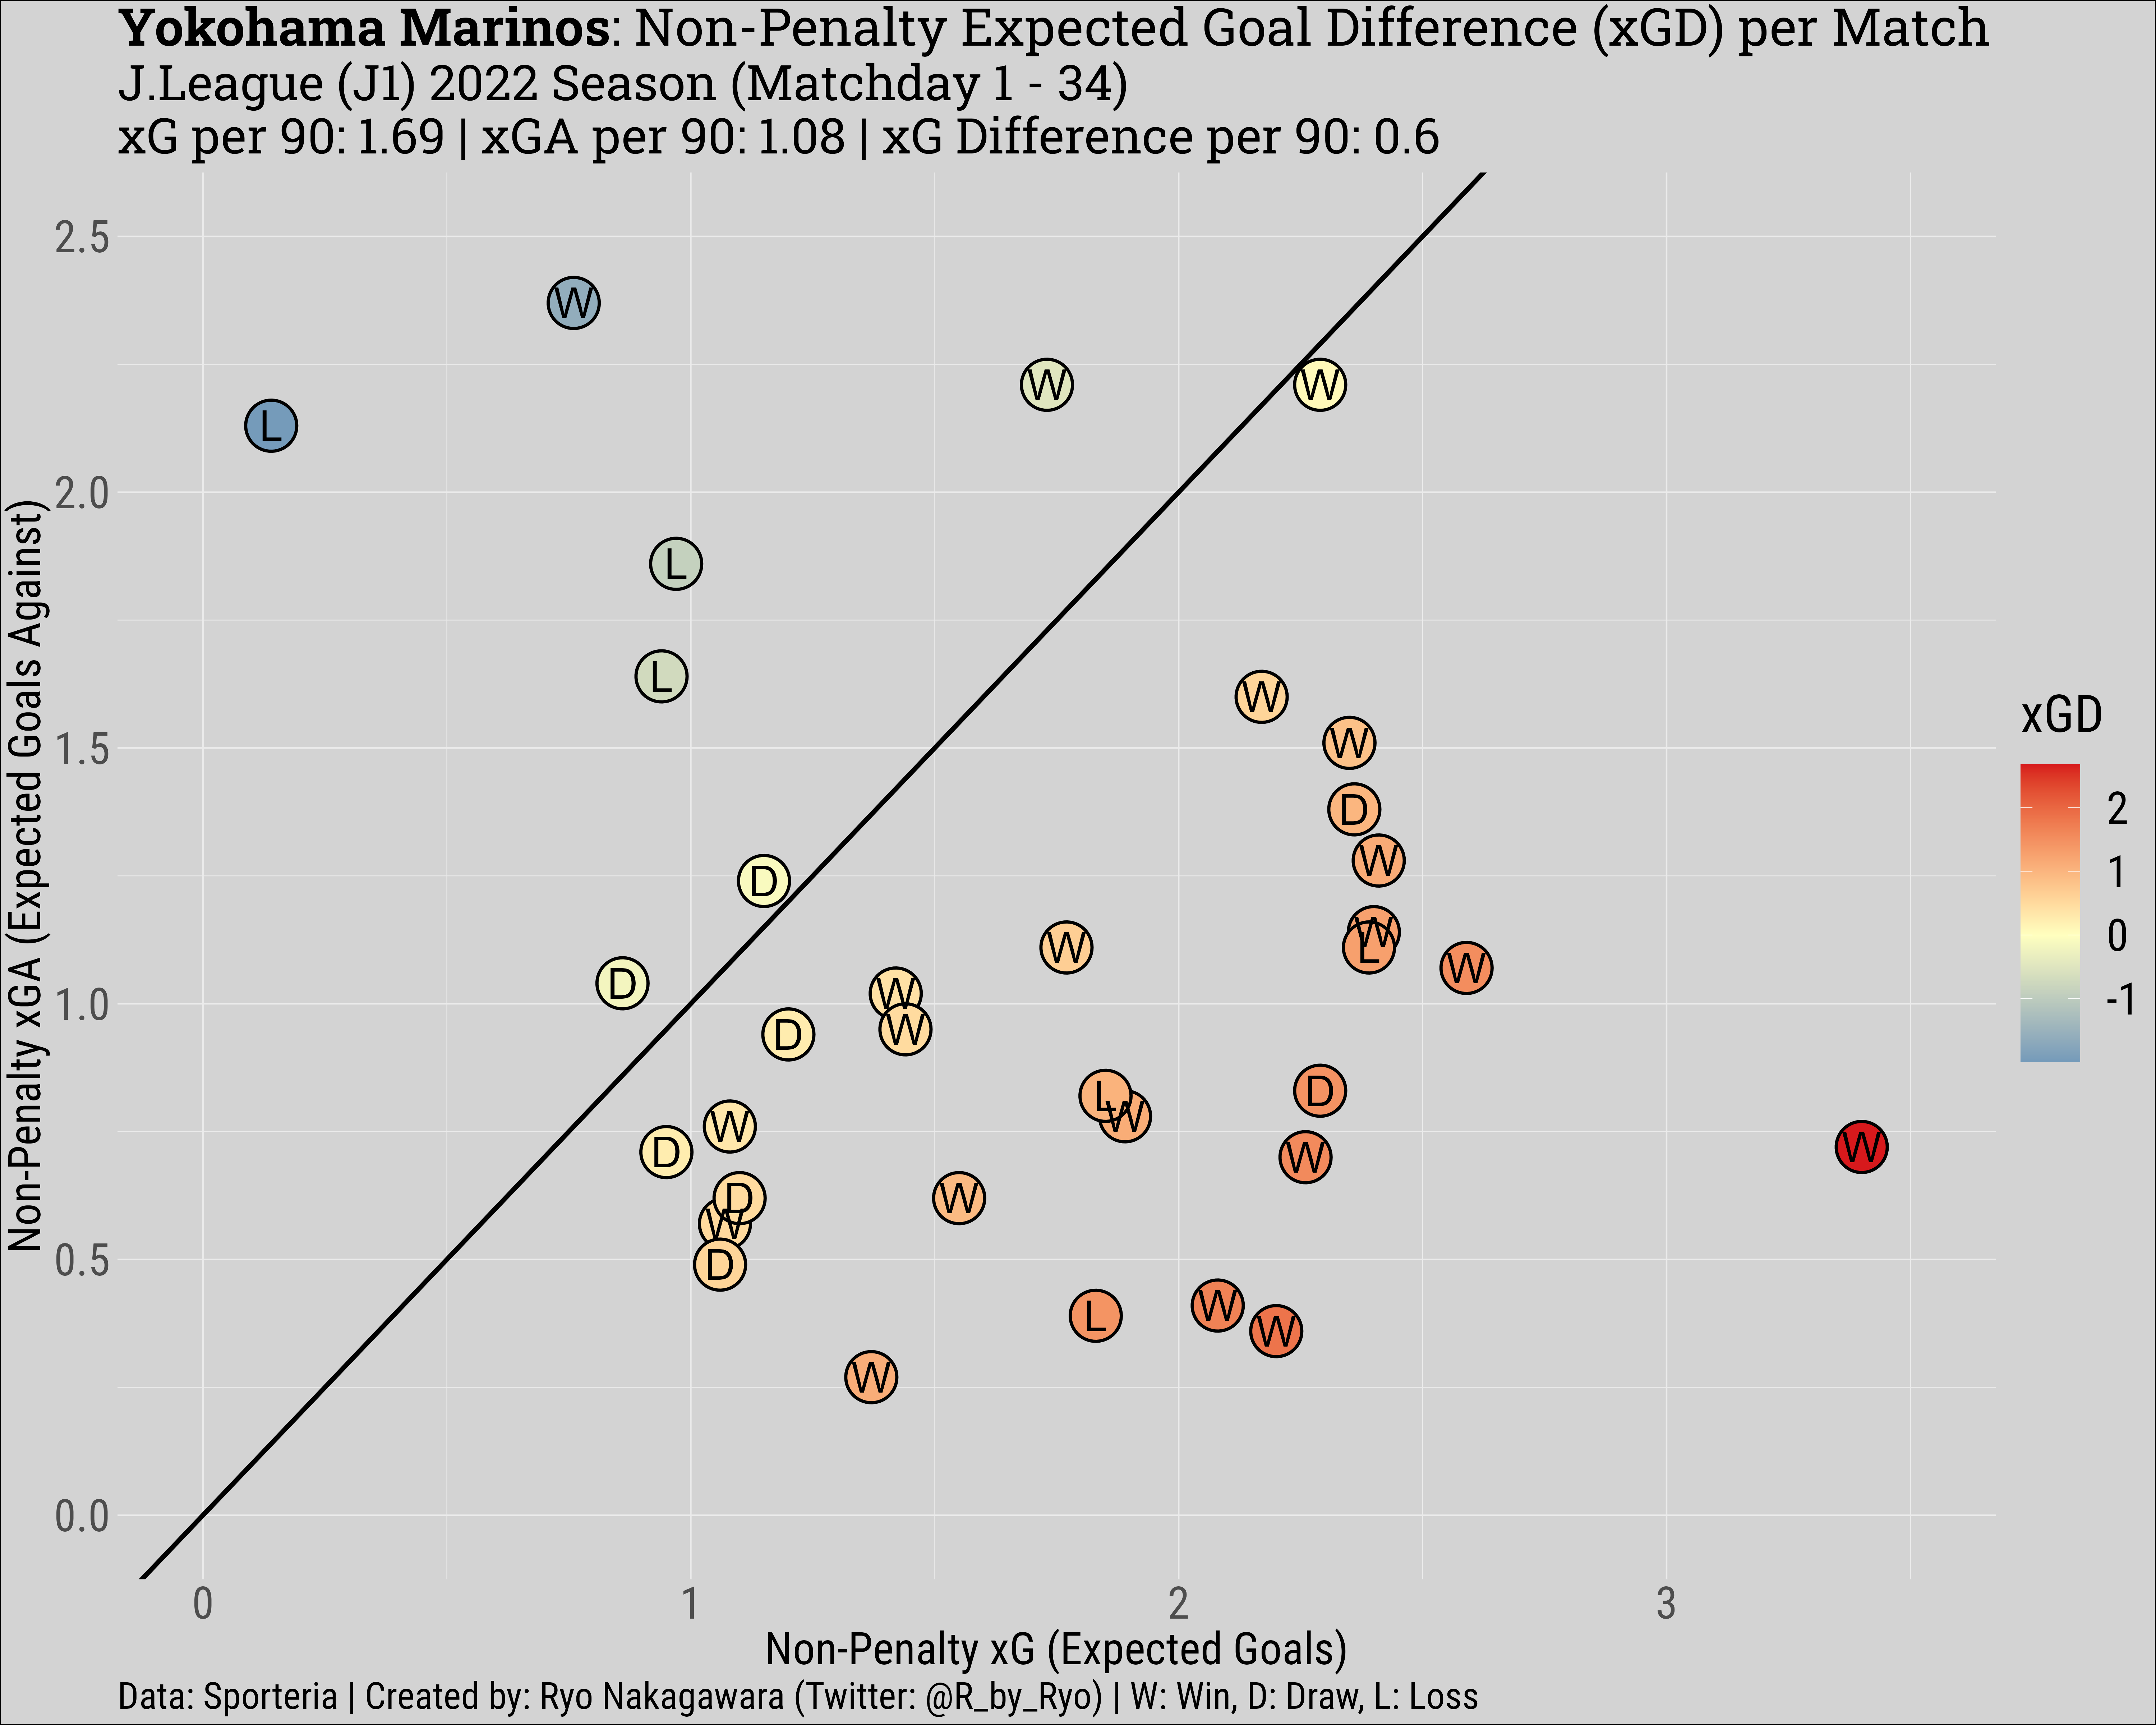 Yokohama Marinos: Non-Penalty Expected Goal Difference (xGD) per Match
J.League (J1) 2022 Season (Matchday 1 - 34)
xG per 90: 1.69 | xGA per 90: 1.08 | xG Difference per 90: 0.6
Non-Penalty xGA (Expected Goals Against)
2.5
2.0
1.5
1.0
0.5
0.0
W
W
W
L
L
L
W
W
D
W
D
W
L
W
W
D
W
W
D
L
W
D
W
W
D
W
D
W
W
D
L
W
W
W
xGD
2
1
0
-1
0
1
2
3
Non-Penalty xG (Expected Goals)
Data: Sporteria | Created by: Ryo Nakagawara (Twitter: @R_by_Ryo) | W: Win, D: Draw, L: Loss